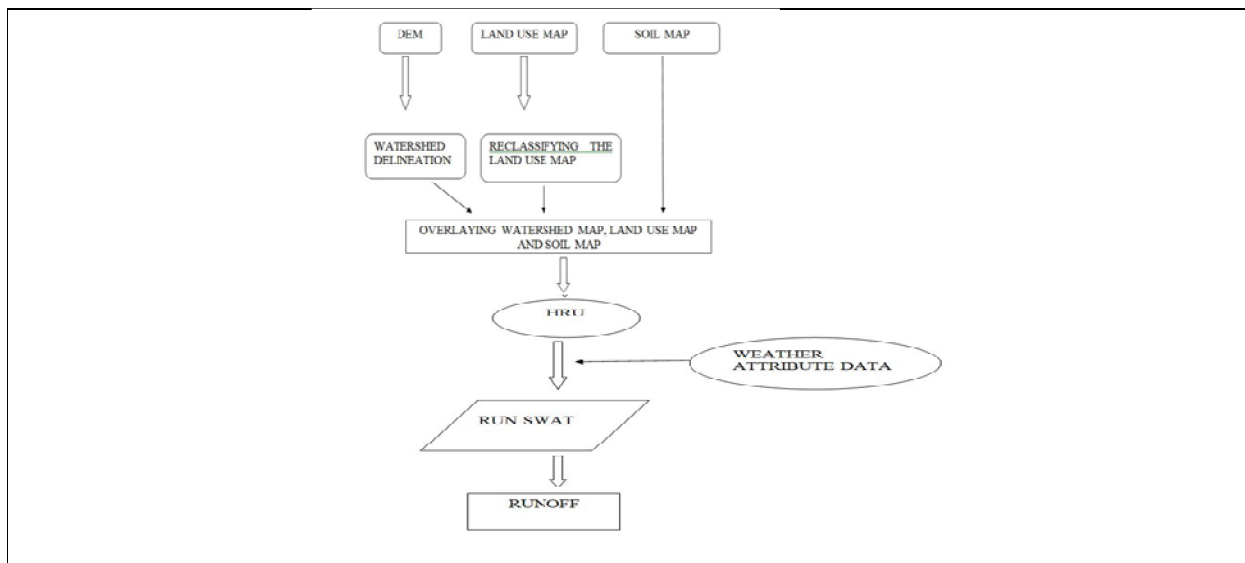 DEM
LAND USE MAP
SOIL MAP
WATERSHED
DELINEATION
RECLASSIFYING THE
LAND USE MAP
OVERLAYING WATERSHED MAP, LAND USE MAP
AND SOIL MAP
HRU
WEATHER
ATTRIBUTE DATA
RUN SWAT
RUNOFF